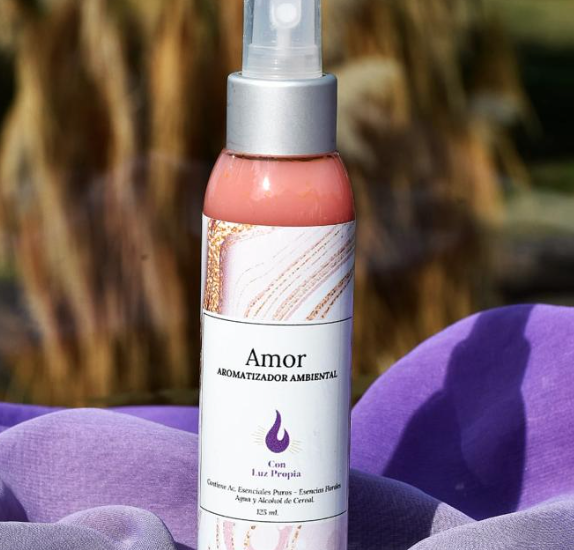 Amor
AROMATIZADOR AMBIENTAL
Con
Luz Propia
Contiene Ac. Esenciales Puros - Esencias Florales
Agua y Alcohol de Cereal.
125 ml.